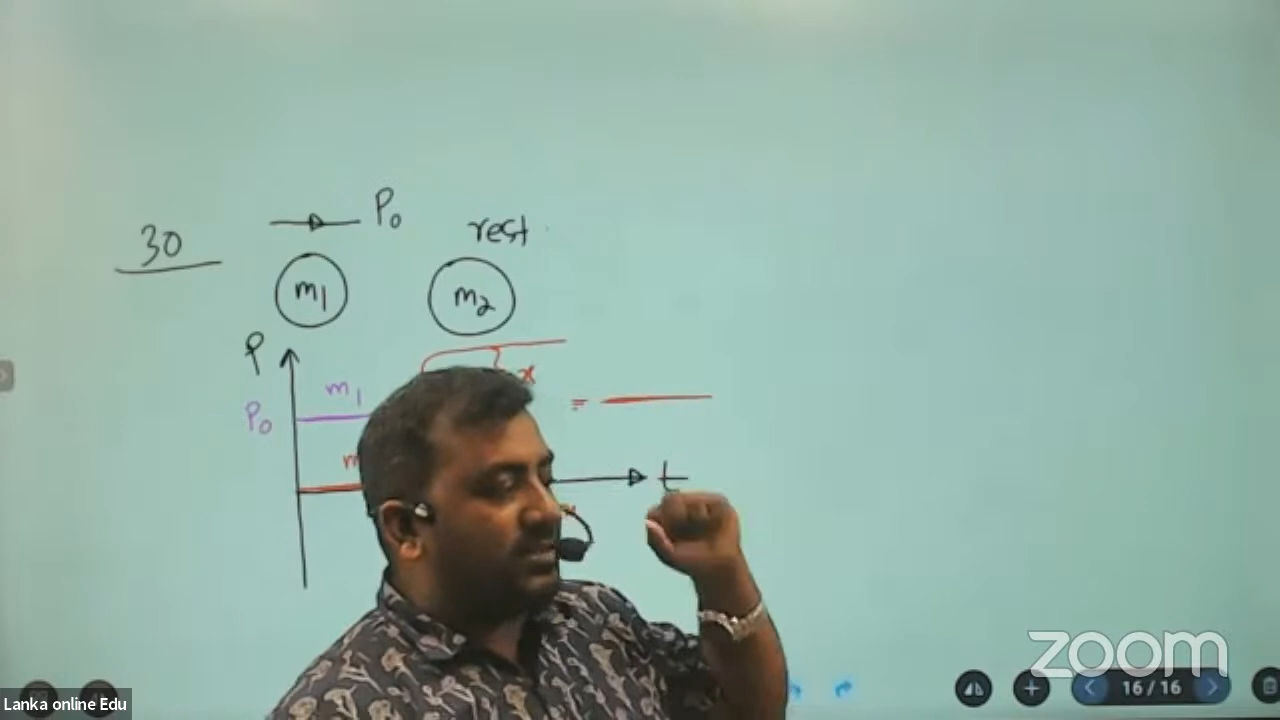 P₀
30
rest
m₁
m₂
P
m₁
x
P₀
=
m
t
zoom
16 / 16
Lanka online Edu